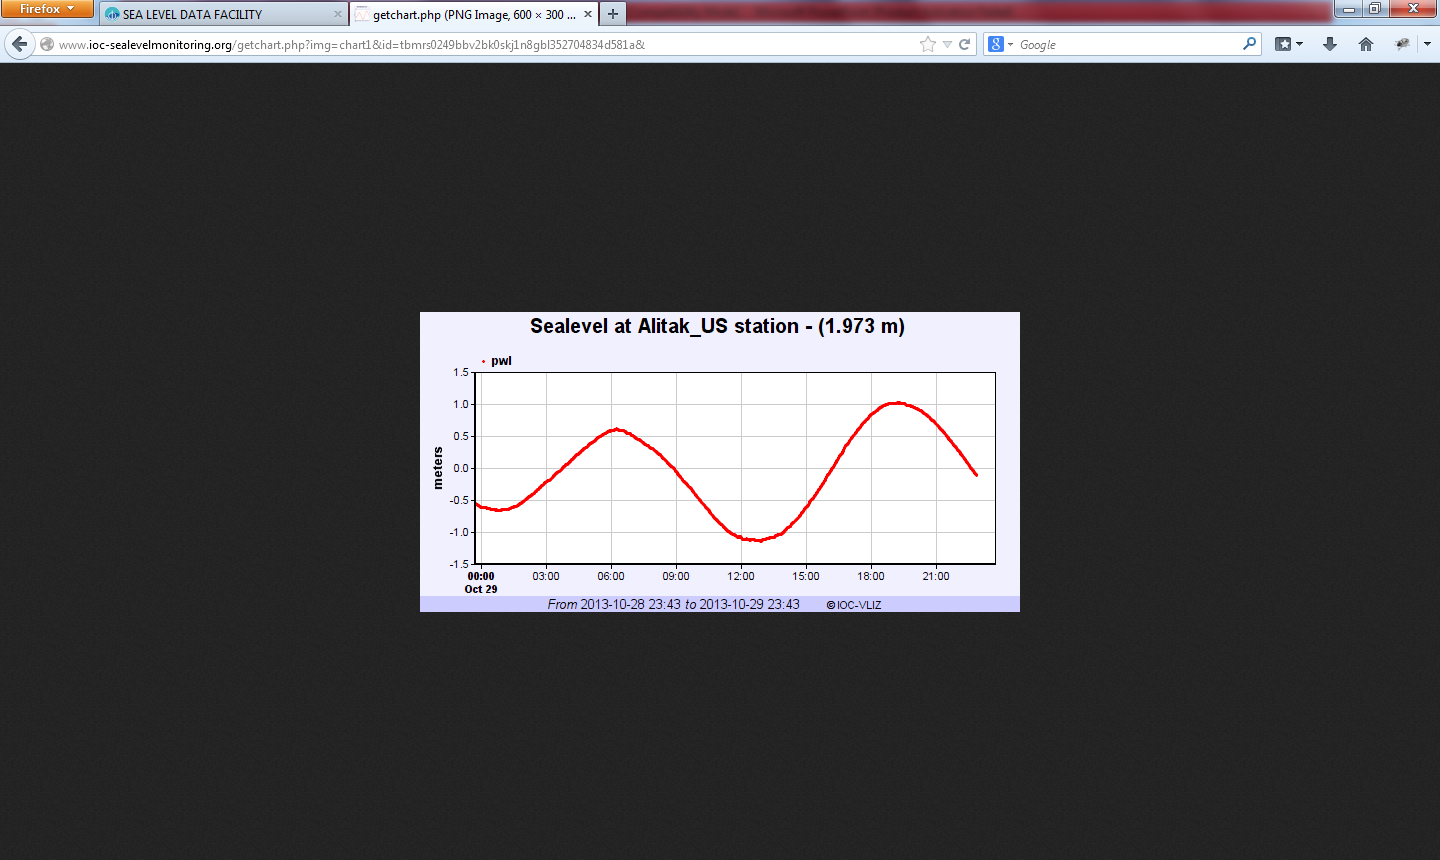 Firefox
SEA LEVEL DATA FACILITY
getchart.php (PNG Image, 600 × 300 ...
www.ioc-sealevelmonitoring.org/getchart.php?img=chart1&id=tbmrs0249bbv2bk0skj1n8gbl352704834d581a&
Google
Sealevel at Alitak_US station - (1.973 m)
pwl
1.5
1.0
0.5
0.0
-0.5
-1.0
-1.5
meters
00:00 03:00 06:00 09:00 12:00 15:00 18:00 21:00
Oct 29
From 2013-10-28 23:43 to 2013-10-29 23:43 © IOC-VLIZ